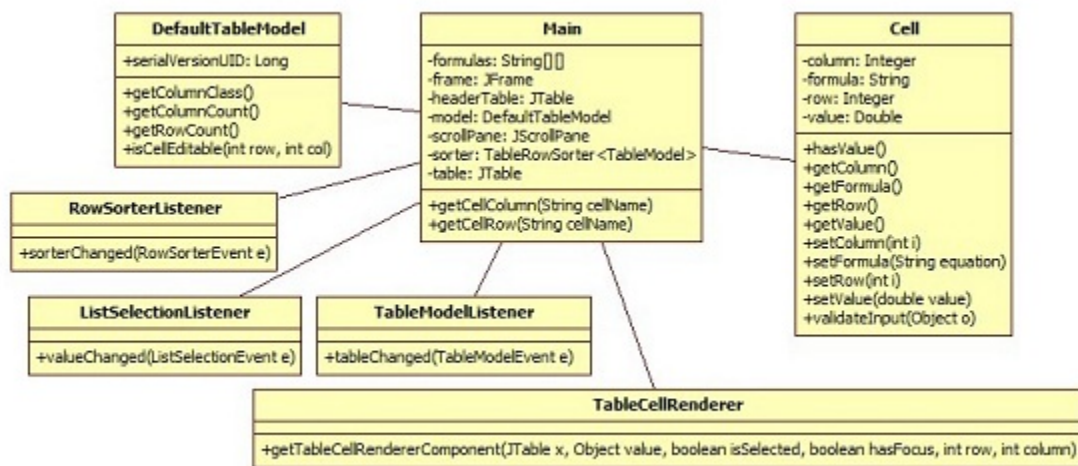 DefaultTableModel
+serialVersionUID: Long
+getColumnClass()
+getColumnCount()
+getRowCount()
+isCellEditable(int row, int col)
Main
-formulas: String[][]
-frame: JFrame
-headerTable: JTable
-model: DefaultTableModel
-scrollPane: JScrollPane
-sorter: TableRowSorter<TableModel>
-table: JTable
+getCellColumn(String cellName)
+getCellRow(String cellName)
Cell
-column: Integer
-formula: String
-row: Integer
-value: Double
+hasValue()
+getColumn()
+getFormula()
+getRow()
+getValue()
+setColumn(int i)
+setFormula(String equation)
+setRow(int i)
+setValue(double value)
+validateInput(Object o)
RowSorterListener
+sorterChanged(RowSorterEvent e)
ListSelectionListener
+valueChanged(ListSelectionEvent e)
TableModelListener
+tableChanged(TableModelEvent e)
TableCellRenderer
+getTableCellRendererComponent(JTable x, Object value, boolean isSelected, boolean hasFocus, int row, int column)